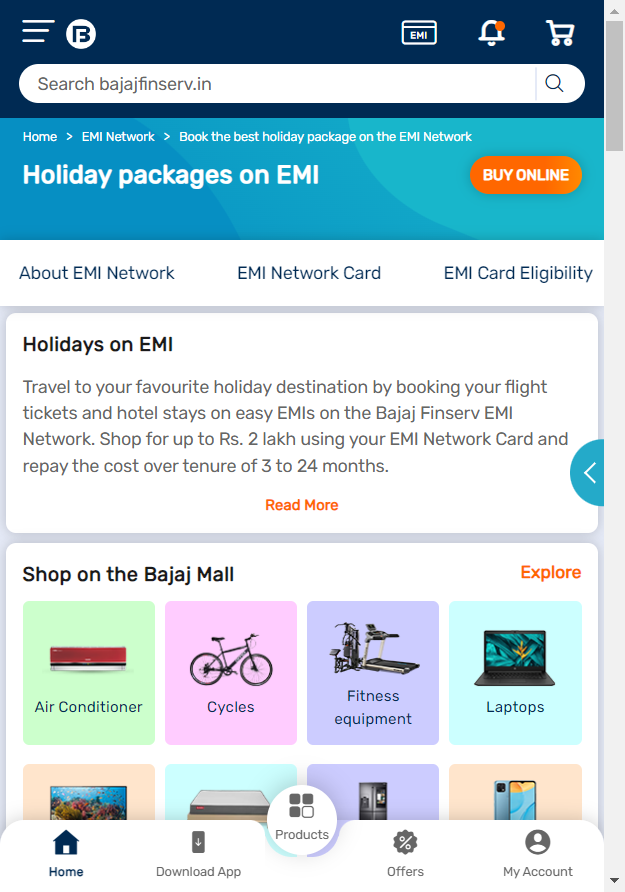 EMI
Search bajajfinserv.in
Home > EMI Network > Book the best holiday package on the EMI Network
Holiday packages on EMI
BUY ONLINE
About EMI Network
EMI Network Card
EMI Card Eligibility
Holidays on EMI
Travel to your favourite holiday destination by booking your flight
tickets and hotel stays on easy EMIs on the Bajaj Finserv EMI
Network. Shop for up to Rs. 2 lakh using your EMI Network Card and
repay the cost over tenure of 3 to 24 months.
Read More
Shop on the Bajaj Mall
Explore
Air Conditioner
Cycles
Fitness
equipment
Laptops
Home
Download App
Products
Offers
My Account